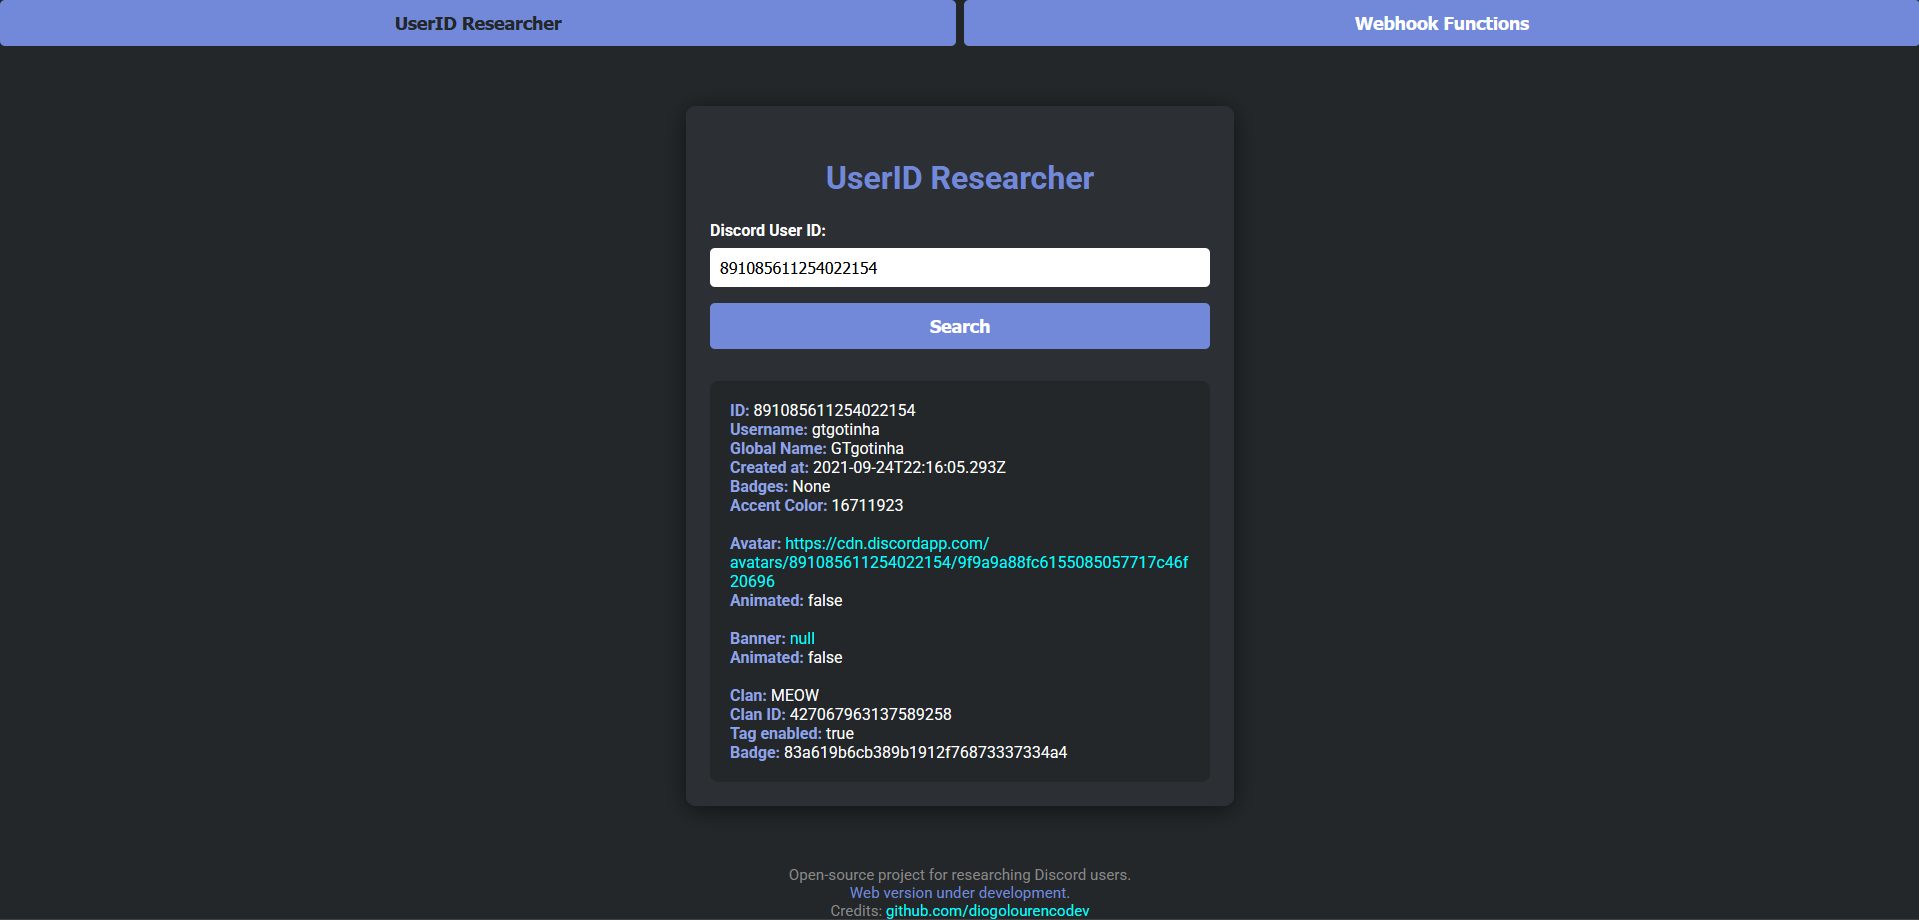 UserID Researcher
Webhook Functions
UserID Researcher
Discord User ID:
891085611254022154
Search
ID: 891085611254022154
Username: gtgotinha
Global Name: GTgotinha
Created at: 2021-09-24T22:16:05.293Z
Badges: None
Accent Color: 16711923
Avatar: https://cdn.discordapp.com/
avatars/891085611254022154/9f9a9a88fc6155085057717c46f
20696
Animated: false
Banner: null
Animated: false
Clan: MEOW
Clan ID: 427067963137589258
Tag enabled: true
Badge: 83a619b6cb389b1912f76873337334a4
Open-source project for researching Discord users.
Web version under development.
Credits: github.com/diogolourencodev